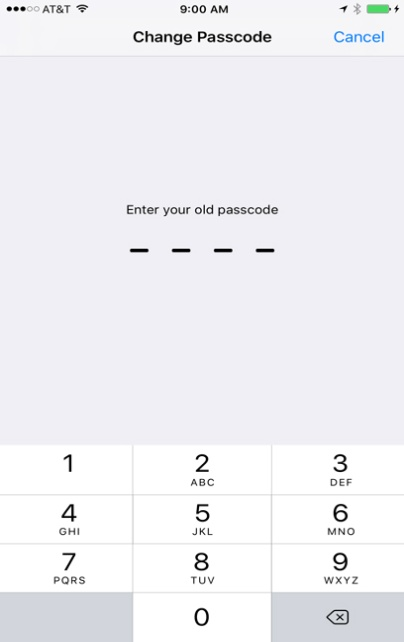 AT&T 9:00 AM
Change Passcode Cancel
Enter your old passcode
1 2 3
ABC DEF
4 5 6
GHI JKL MNO
7 8 9
PQRS TUV WXYZ
0